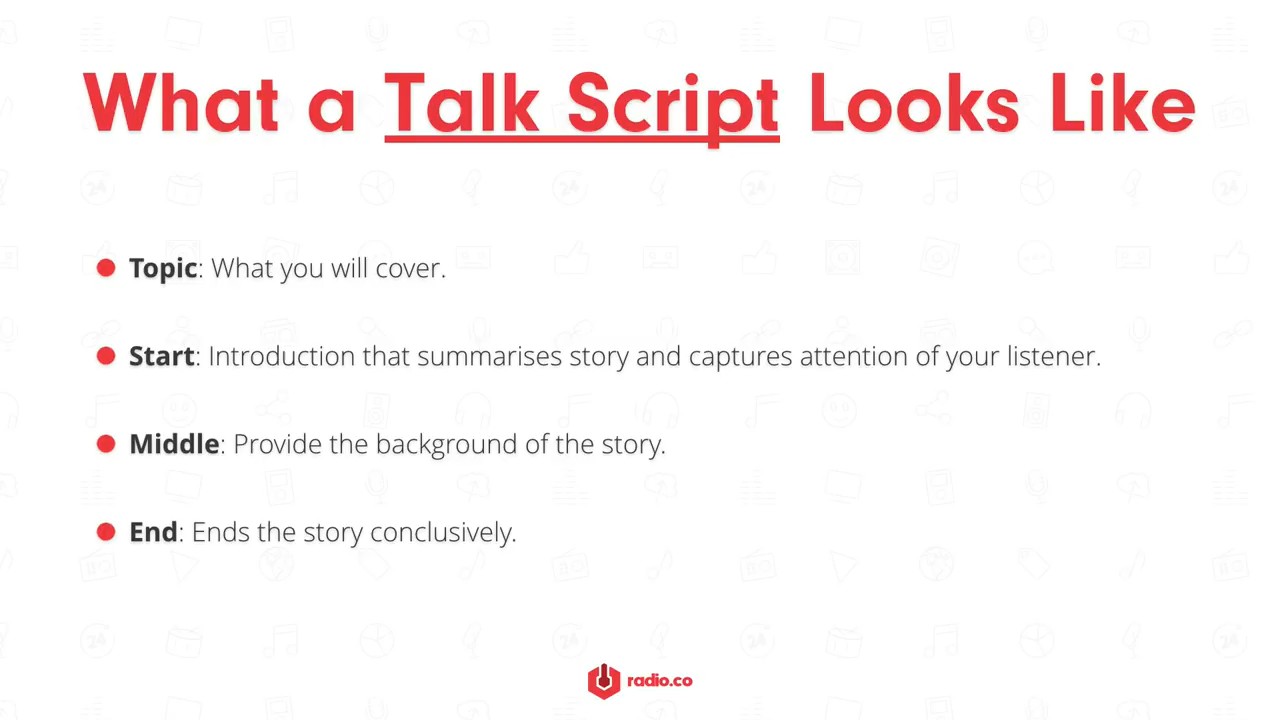 What a Talk Script Looks Like
Topic: What you will cover.
Start: Introduction that summarises story and captures attention of your listener.
Middle: Provide the background of the story.
End: Ends the story conclusively.
radio.co